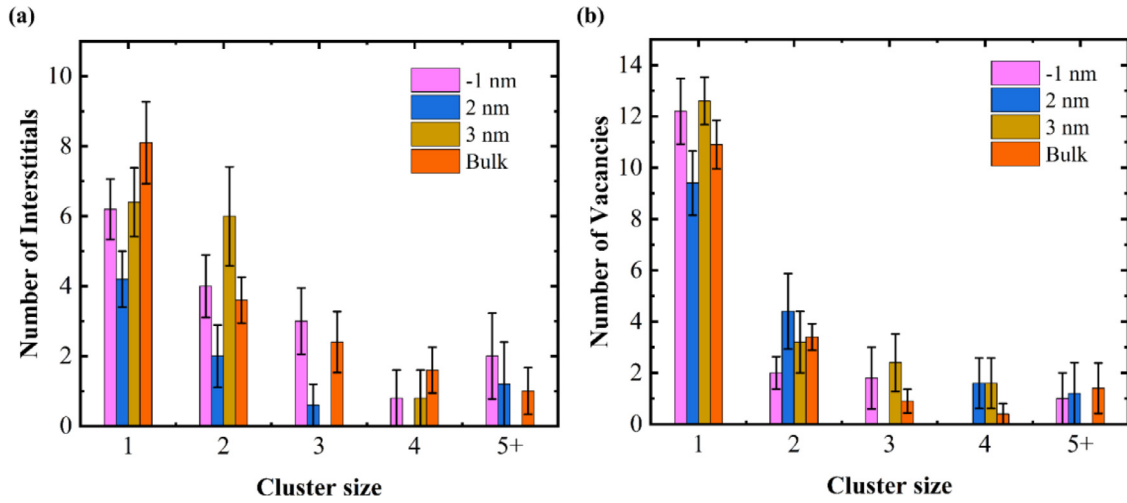 (a)
Number of Interstitials
10
8
6
4
2
0
-1 nm
2 nm
3 nm
Bulk
1 2 3 4 5+
Cluster size
(b)
Number of Vacancies
14
12
10
8
6
4
2
0
-1 nm
2 nm
3 nm
Bulk
1 2 3 4 5+
Cluster size